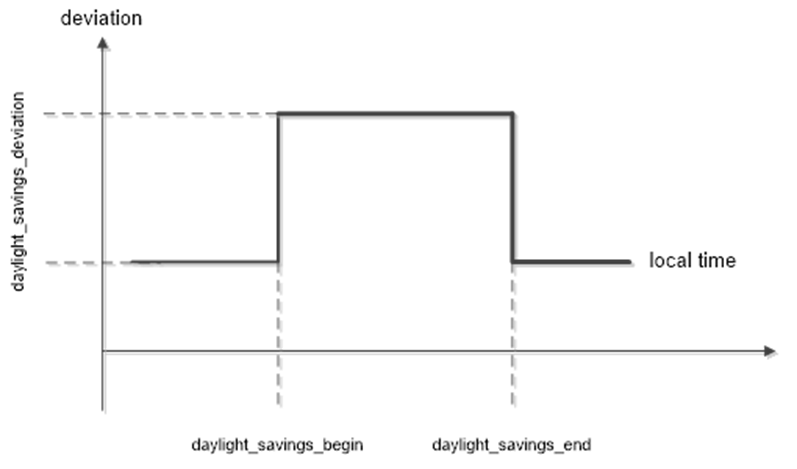 deviation
daylight_savings_deviation
local time
daylight_savings_begin
daylight_savings_end